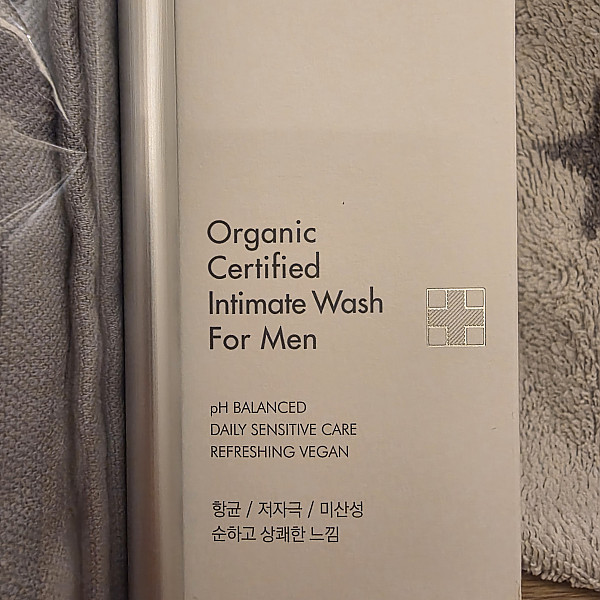 Organic
Certified
Intimate Wash
For Men
pH BALANCED
DAILY SENSITIVE CARE
REFRESHING VEGAN
항균 / 저자극 / 미산성
순하고 상쾌한 느낌